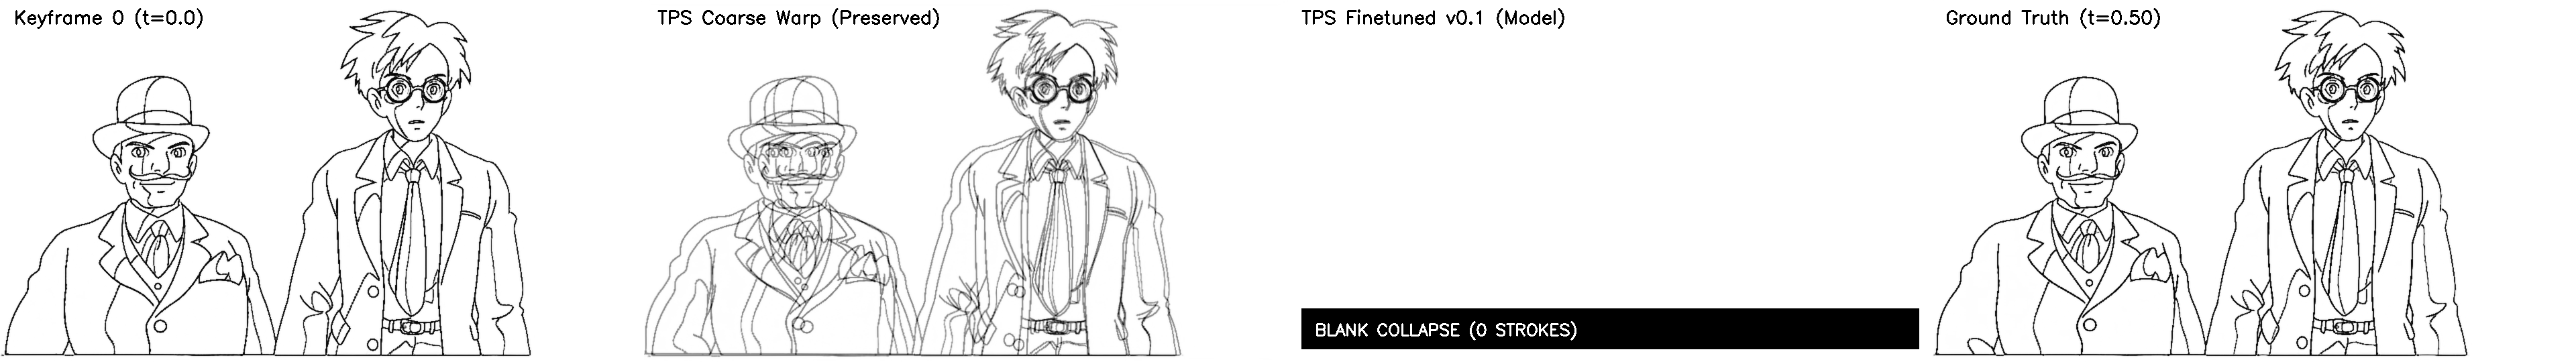 Keyframe 0 (t=0.0)
TPS Coarse Warp (Preserved)
TPS Finetuned v0.1 (Model)
Ground Truth (t=0.50)
BLANK COLLAPSE (0 STROKES)